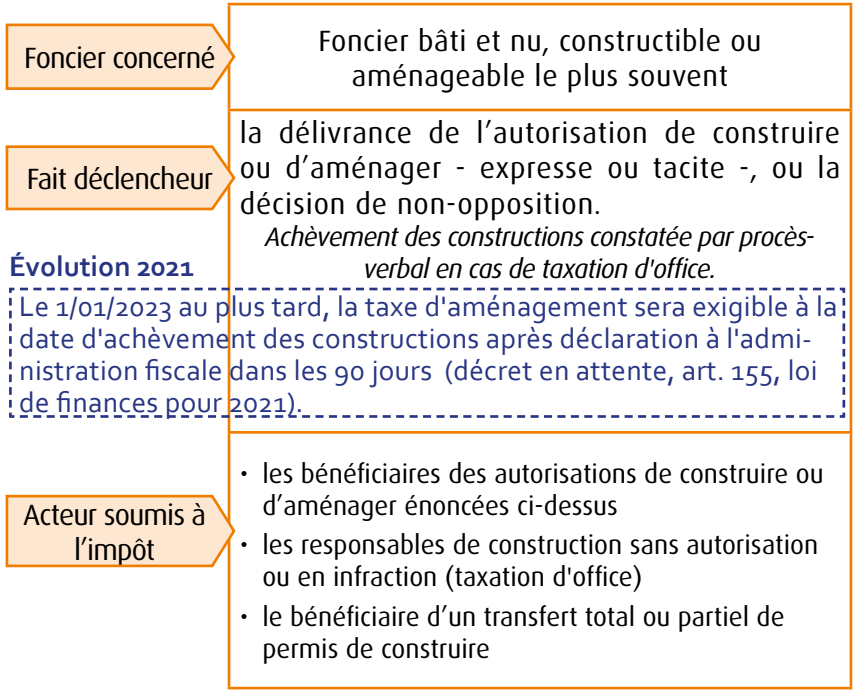 Foncier concerné
Foncier bâti et nu, constructible ou
aménageable le plus souvent
Fait déclencheur
la délivrance de l’autorisation de construire
ou d’aménager - expresse ou tacite -, ou la
décision de non-opposition.
Achèvement des constructions constatée par procès-
verbal en cas de taxation d'office.
Évolution 2021
Le 1/01/2023 au plus tard, la taxe d'aménagement sera exigible à la
date d'achèvement des constructions après déclaration à l'admi-
nistration fiscale dans les 90 jours (décret en attente, art. 155, loi
de finances pour 2021).
Acteur soumis à
l’impôt
• les bénéficiaires des autorisations de construire ou
d’aménager énoncées ci-dessus
• les responsables de construction sans autorisation
ou en infraction (taxation d'office)
• le bénéficiaire d’un transfert total ou partiel de
permis de construire